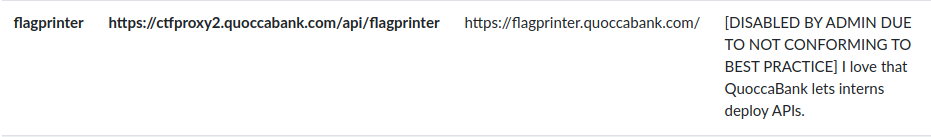 flagprinter https://ctfproxy2.quoccabank.com/api/flagprinter https://flagprinter.quoccabank.com/ [DISABLED BY ADMIN DUE
TO NOT CONFORMING TO
BEST PRACTICE] I love that
QuoccaBank lets interns
deploy APIs.